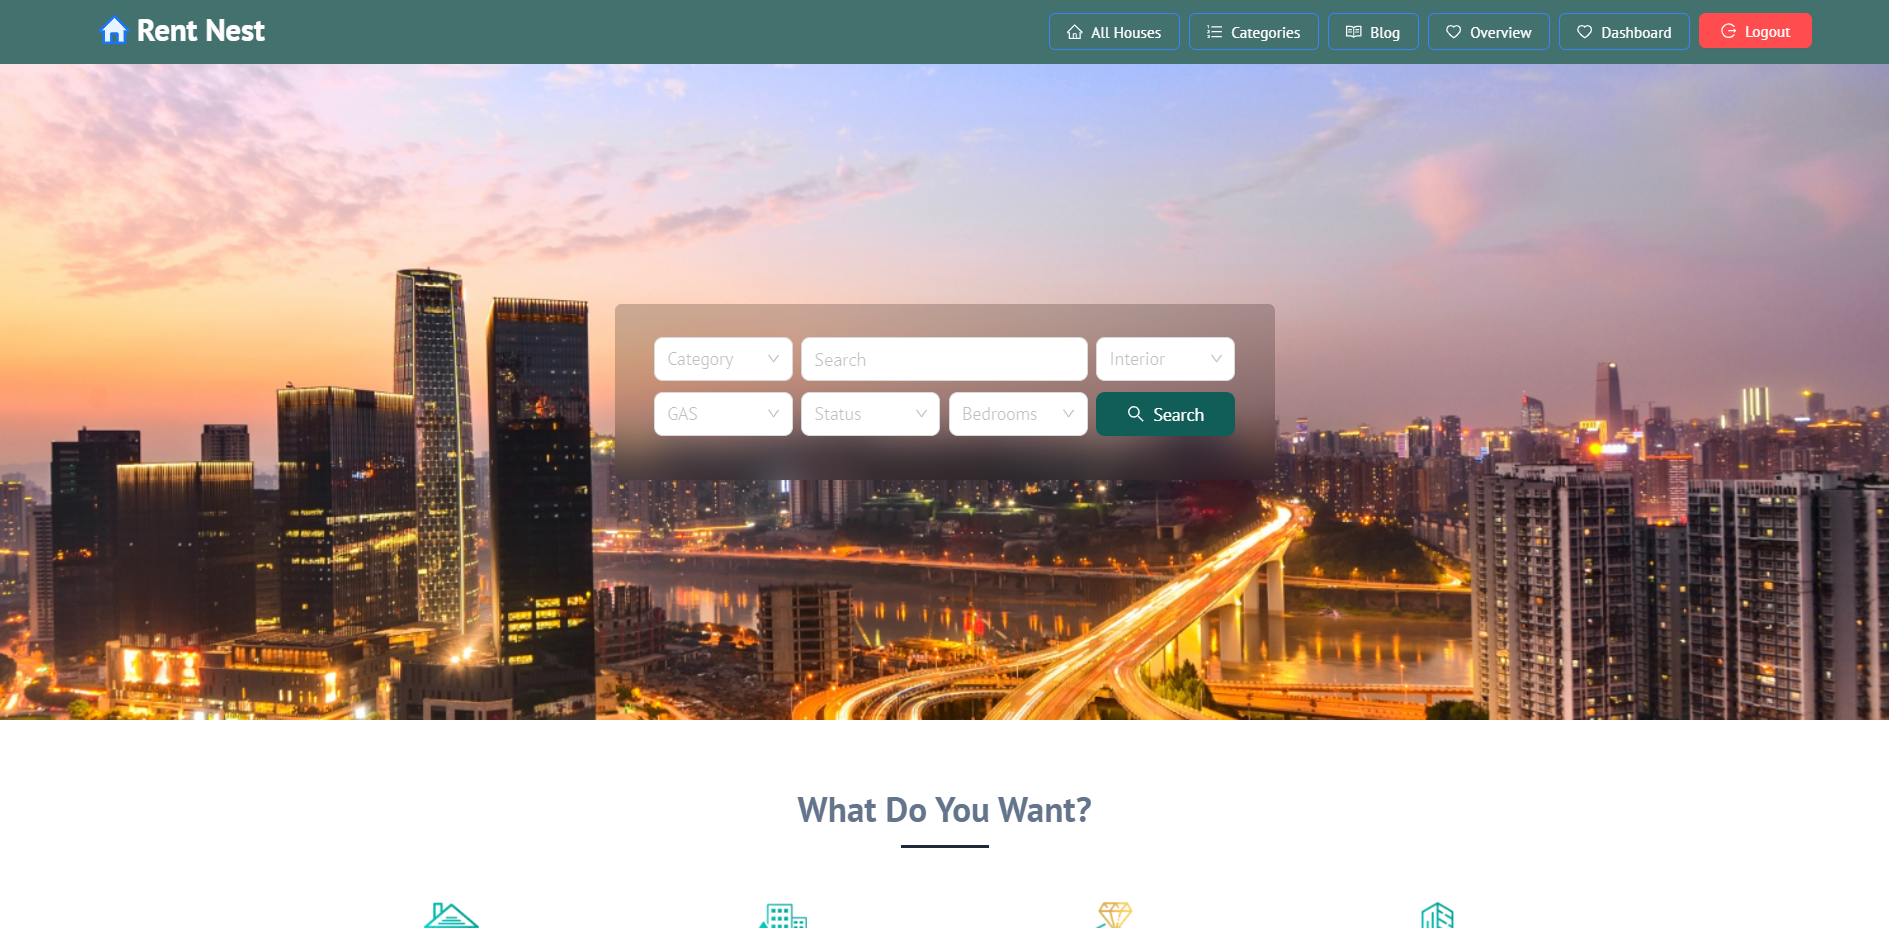 Rent Nest
All Houses
Categories
Blog
Overview
Dashboard
Logout
Category
Search
Interior
GAS
Status
Bedrooms
Search
What Do You Want?